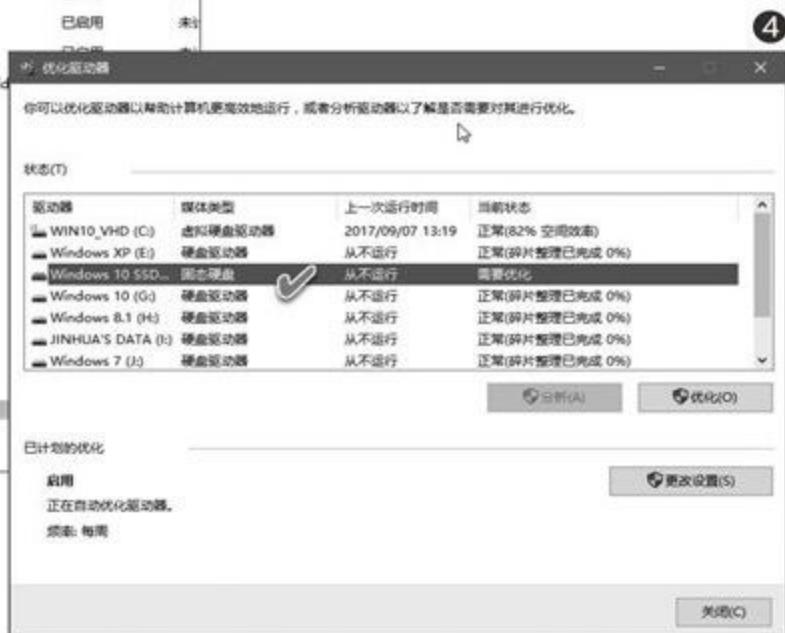 已启用 未
4
优化驱动器
你可以优化驱动器以帮助计算机更高效地运行，或者分析驱动器以了解是否需要对其进行优化。
状态(T)
驱动器 媒体类型 上一次运行时间 当前状态
WIN10_VHD (C:) 虚拟硬盘驱动器 2017/09/07 13:19 正常(82% 空间效率)
Windows XP (E:) 硬盘驱动器 从不运行 正常(碎片整理已完成 0%)
Windows 10 SSD... 固态硬盘 从不运行 需要优化
Windows 10 (G:) 硬盘驱动器 从不运行 正常(碎片整理已完成 0%)
Windows 8.1 (H:) 硬盘驱动器 从不运行 正常(碎片整理已完成 0%)
JINHUA'S DATA (I:) 硬盘驱动器 从不运行 正常(碎片整理已完成 0%)
Windows 7 (J:) 硬盘驱动器 从不运行 正常(碎片整理已完成 0%)
分析(A) 优化(O)
已计划的优化
启用 更改设置(S)
正在自动优化驱动器。
频率: 每周
关闭(C)